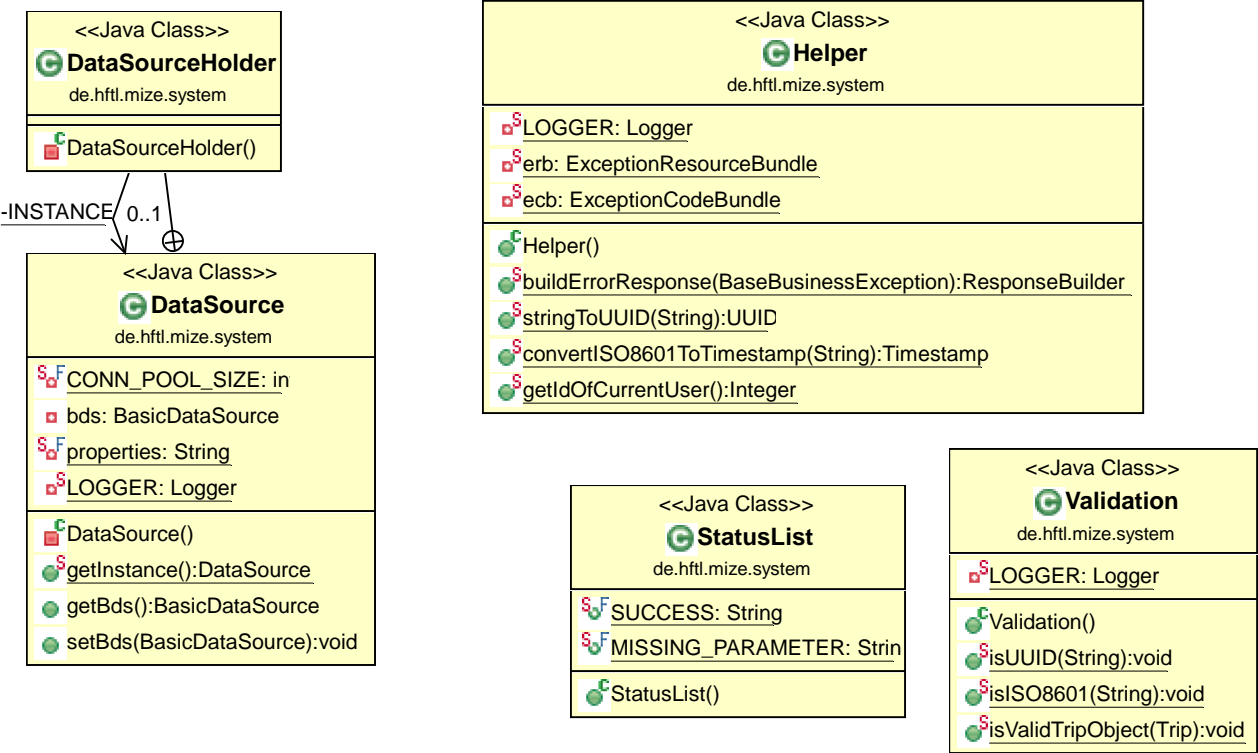 <<Java Class>>
DataSourceHolder
de.hftl.mize.system
DataSourceHolder()
-INSTANCE
0..1
<<Java Class>>
DataSource
de.hftl.mize.system
CONN_POOL_SIZE: in
bds: BasicDataSource
properties: String
LOGGER: Logger
DataSource()
getInstance():DataSource
getBds():BasicDataSource
setBds(BasicDataSource):void
<<Java Class>>
Helper
de.hftl.mize.system
LOGGER: Logger
erb: ExceptionResourceBundle
ecb: ExceptionCodeBundle
Helper()
buildErrorResponse(BaseBusinessException):ResponseBuilder
stringToUUID(String):UUID
convertISO8601ToTimestamp(String):Timestamp
getIdOfCurrentUser():Integer
<<Java Class>>
StatusList
de.hftl.mize.system
SUCCESS: String
MISSING_PARAMETER: Strin
StatusList()
<<Java Class>>
Validation
de.hftl.mize.system
LOGGER: Logger
Validation()
isUUID(String):void
isISO8601(String):void
isValidTripObject(Trip):void